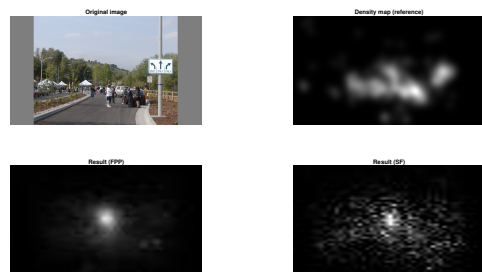 Original image
Density map (reference)
Result (FPP)
Result (SF)